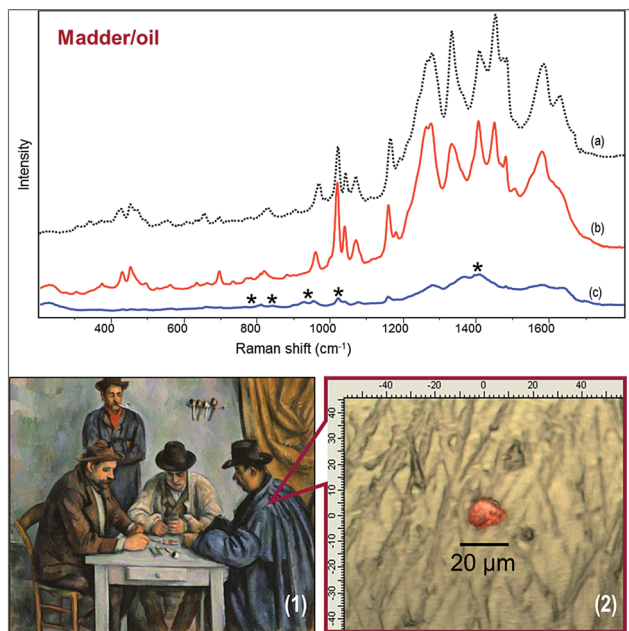 Madder/oil
Intensity
(a)
(b)
(c)
* * * * *
400 600 800 1000 1200 1400 1600
Raman shift (cm-1)
-40 -20 0 20 40
40
30
20
10
0
-10
-20
-30
-40
20 µm
(1)
(2)